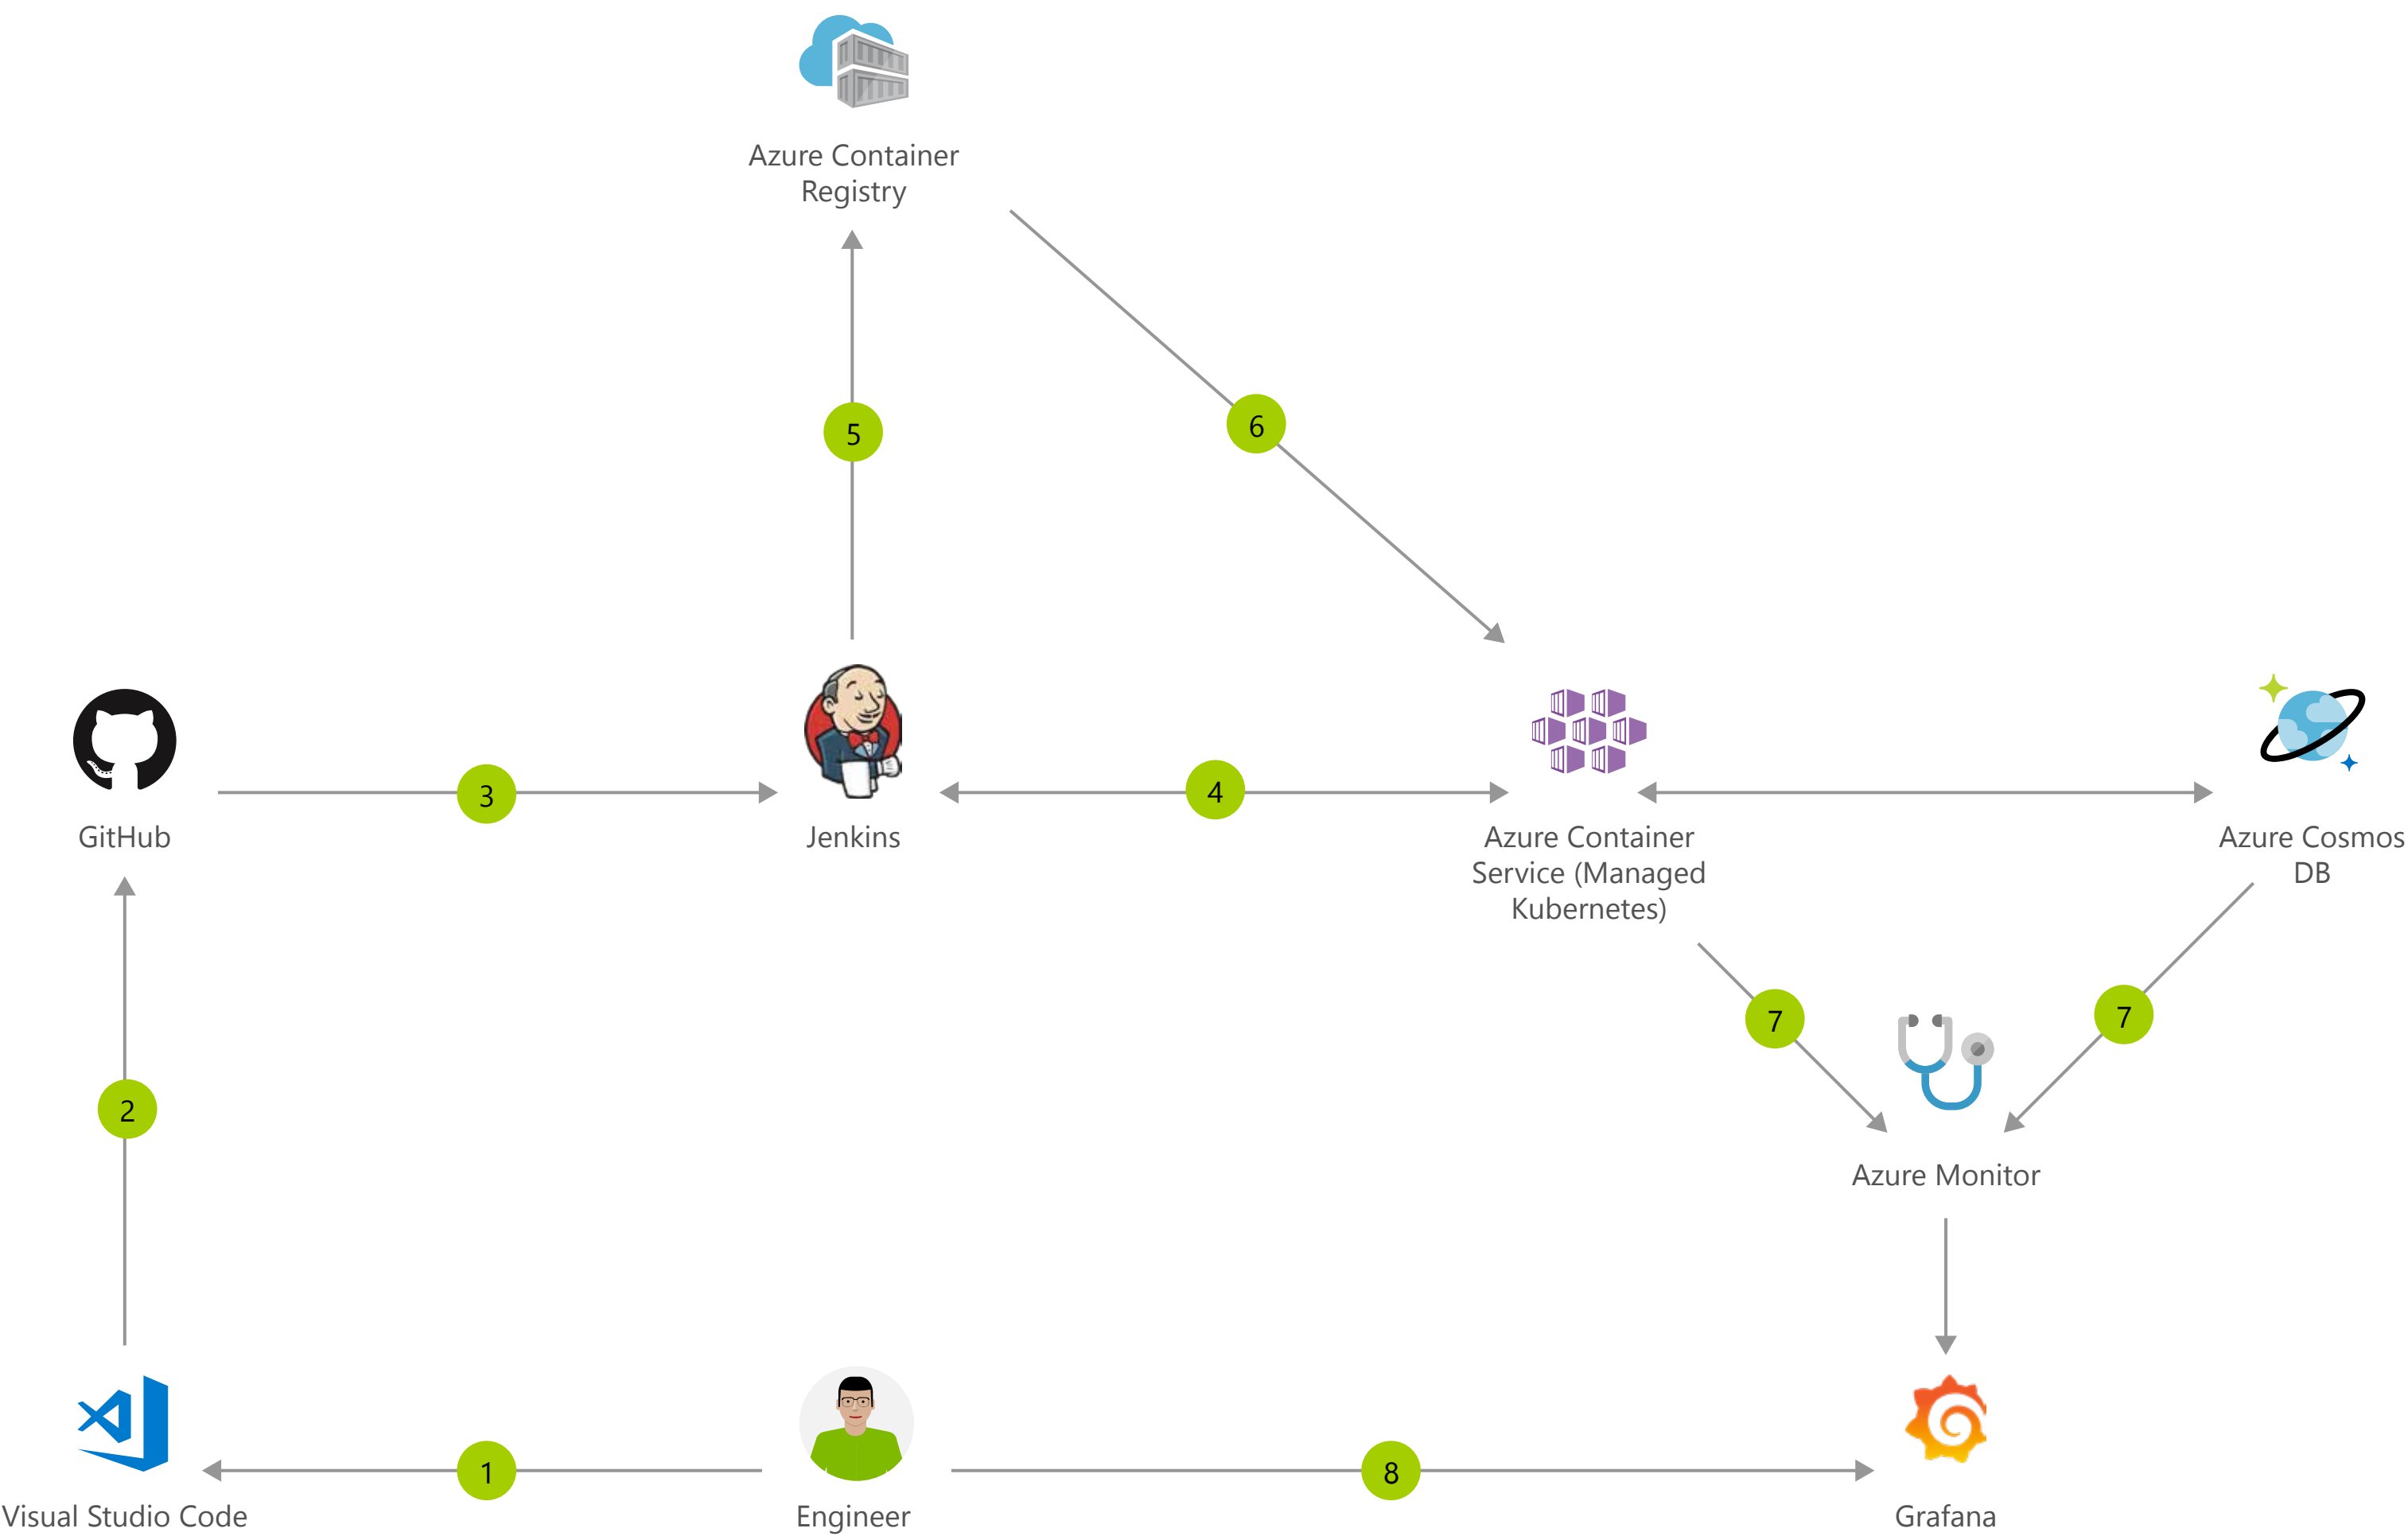 Azure Container
Registry
5
6
3
4
GitHub
Jenkins
Azure Container
Service (Managed
Kubernetes)
Azure Cosmos
DB
7
7
2
Azure Monitor
1
8
Visual Studio Code
Engineer
Grafana